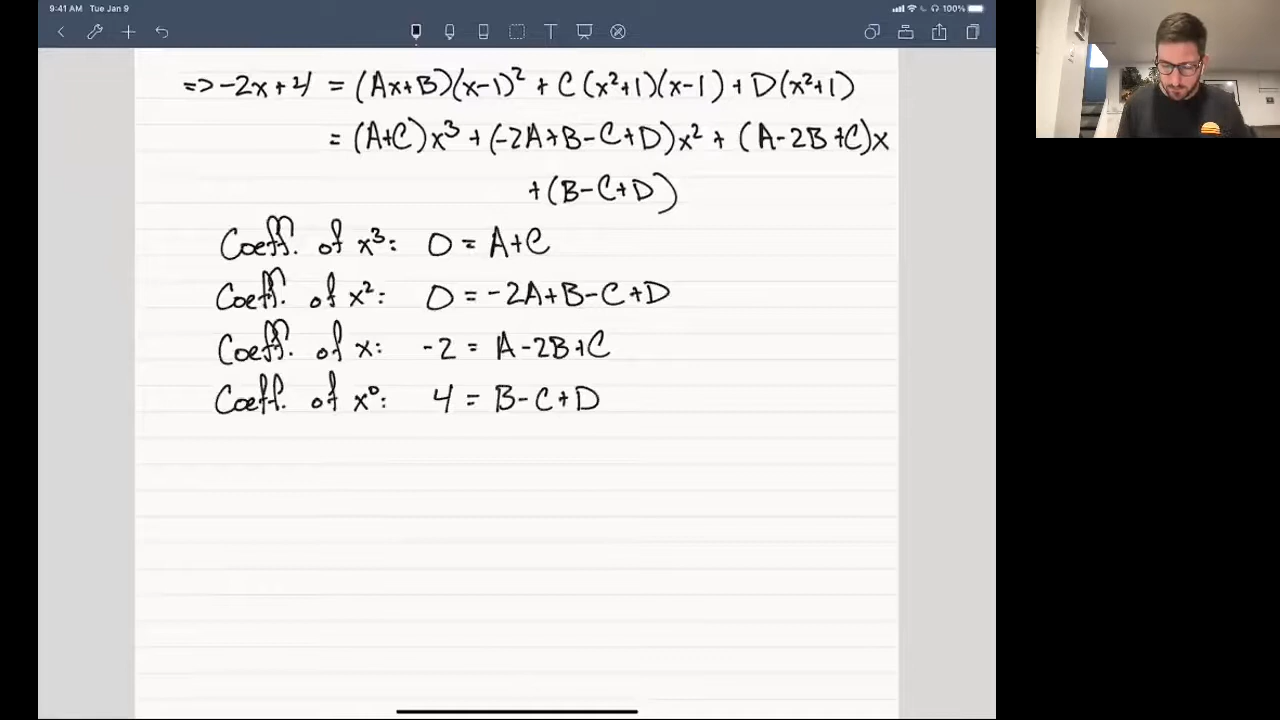 9:41 AM Tue Jan 9
100%
=> -2x+4 = (Ax+B)(x-1)² + C(x²+1)(x-1) + D(x²+1)
= (A+C)x³ + (-2A+B-C+D)x² + (A-2B+C)x
+ (B-C+D)
Coeff. of x³: 0 = A+C
Coeff. of x²: 0 = -2A+B-C+D
Coeff. of x: -2 = A-2B+C
Coeff. of x⁰: 4 = B-C+D